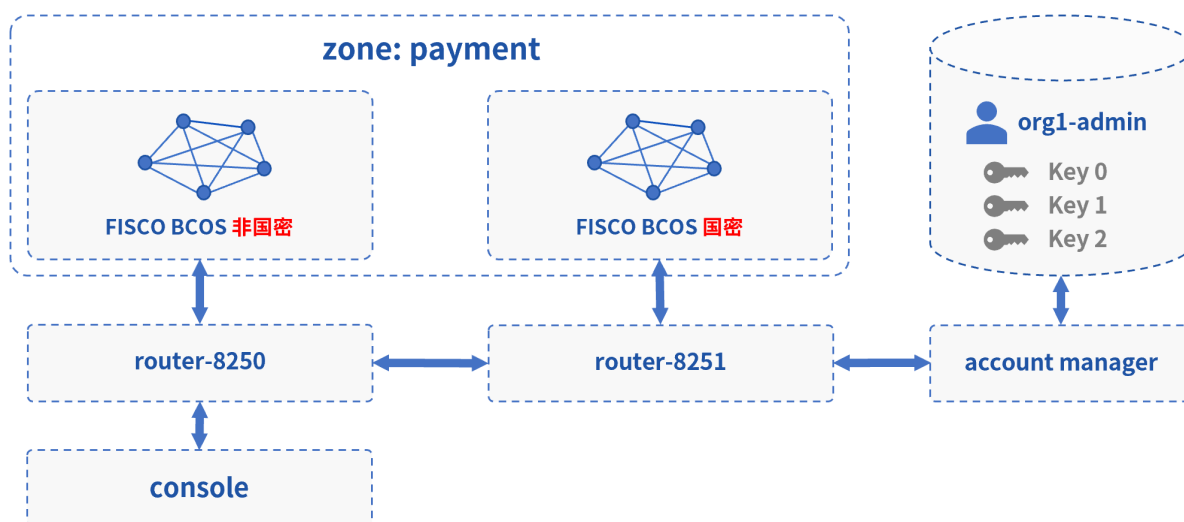 zone: payment
FISCO BCOS 非国密
FISCO BCOS 国密
org1-admin
Key 0
Key 1
Key 2
router-8250
router-8251
account manager
console